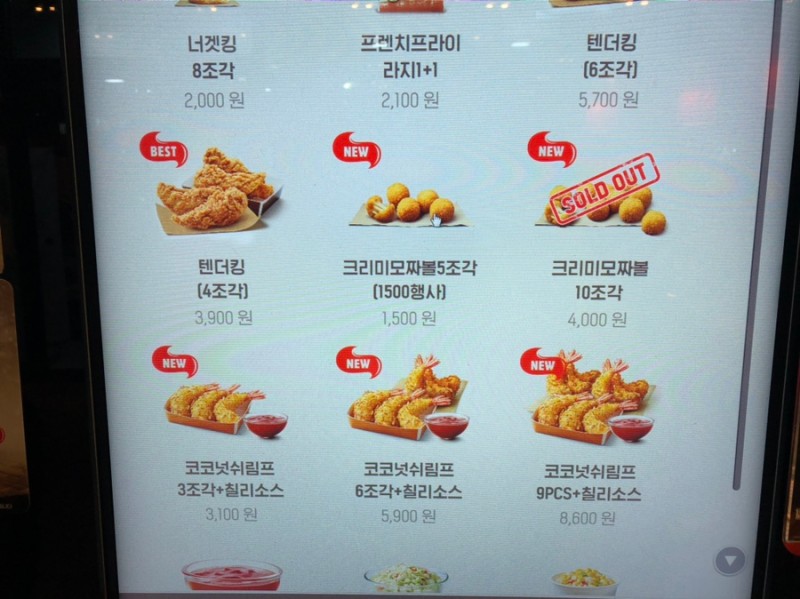 너겟킹
8조각
2,000 원
프렌치프라이
라지1+1
2,100 원
텐더킹
(6조각)
5,700 원
BEST
텐더킹
(4조각)
3,900 원
NEW
크리미모짜볼5조각
(1500행사)
1,500 원
NEW
SOLD OUT
크리미모짜볼
10조각
4,000 원
NEW
코코넛쉬림프
3조각+칠리소스
3,100 원
NEW
코코넛쉬림프
6조각+칠리소스
5,900 원
NEW
코코넛쉬림프
9PCS+칠리소스
8,600 원